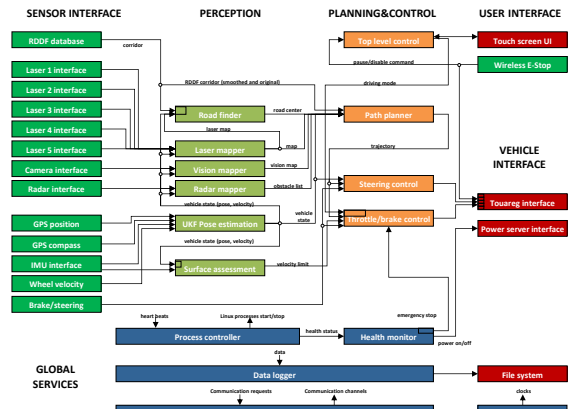 SENSOR INTERFACE
PERCEPTION
PLANNING&CONTROL
USER INTERFACE
RDDF database
Top level control
Touch screen UI
corridor
pause/disable command
Wireless E-Stop
Laser 1 interface
RDDF corridor (smoothed and original)
driving mode
Laser 2 interface
Laser 3 interface
Road finder
road center
Path planner
Laser 4 interface
laser map
Laser 5 interface
Laser mapper
map
trajectory
VEHICLE
INTERFACE
Camera interface
Vision mapper
vision map
Radar interface
Radar mapper
obstacle list
Steering control
vehicle state (pose, velocity)
vehicle
state
Touareg interface
GPS position
UKF Pose estimation
Throttle/brake control
Power server interface
GPS compass
vehicle state (pose, velocity)
IMU interface
Surface assessment
velocity limit
Wheel velocity
Brake/steering
heart beats
Linux processes start/stop
emergency stop
health status
Process controller
Health monitor
power on/off
data
GLOBAL
SERVICES
Data logger
File system
Communication requests
Communication channels
clocks